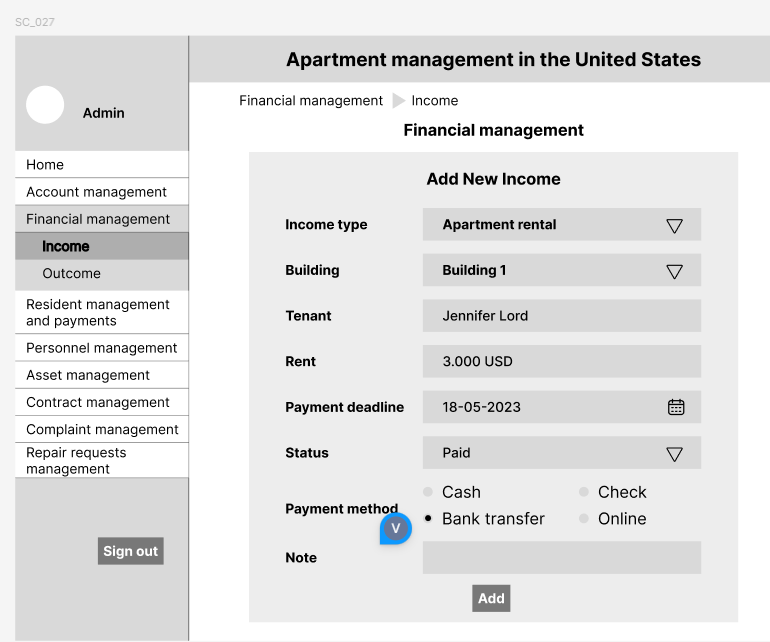 SC_027
Apartment management in the United States
Admin
Financial management Income
Financial management
Home
Account management
Financial management
Income
Outcome
Resident management
and payments
Personnel management
Asset management
Contract management
Complaint management
Repair requests
management
Sign out
Add New Income
Income type Apartment rental
Building Building 1
Tenant Jennifer Lord
Rent 3.000 USD
Payment deadline 18-05-2023
Status Paid
Payment method
Cash Check
Bank transfer Online
V
Note
Add